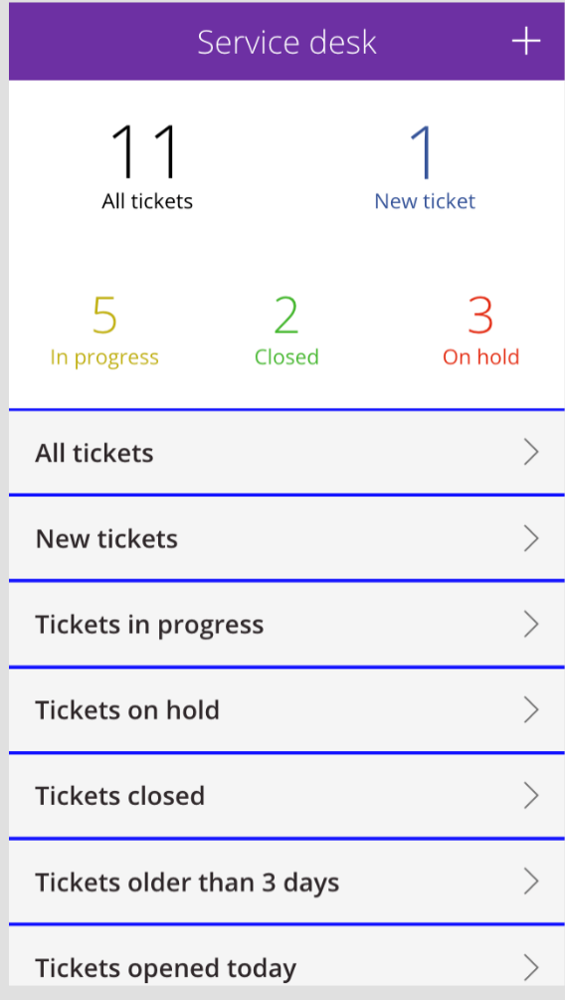 Service desk
11
All tickets
1
New ticket
5
In progress
2
Closed
3
On hold
All tickets
New tickets
Tickets in progress
Tickets on hold
Tickets closed
Tickets older than 3 days
Tickets opened today